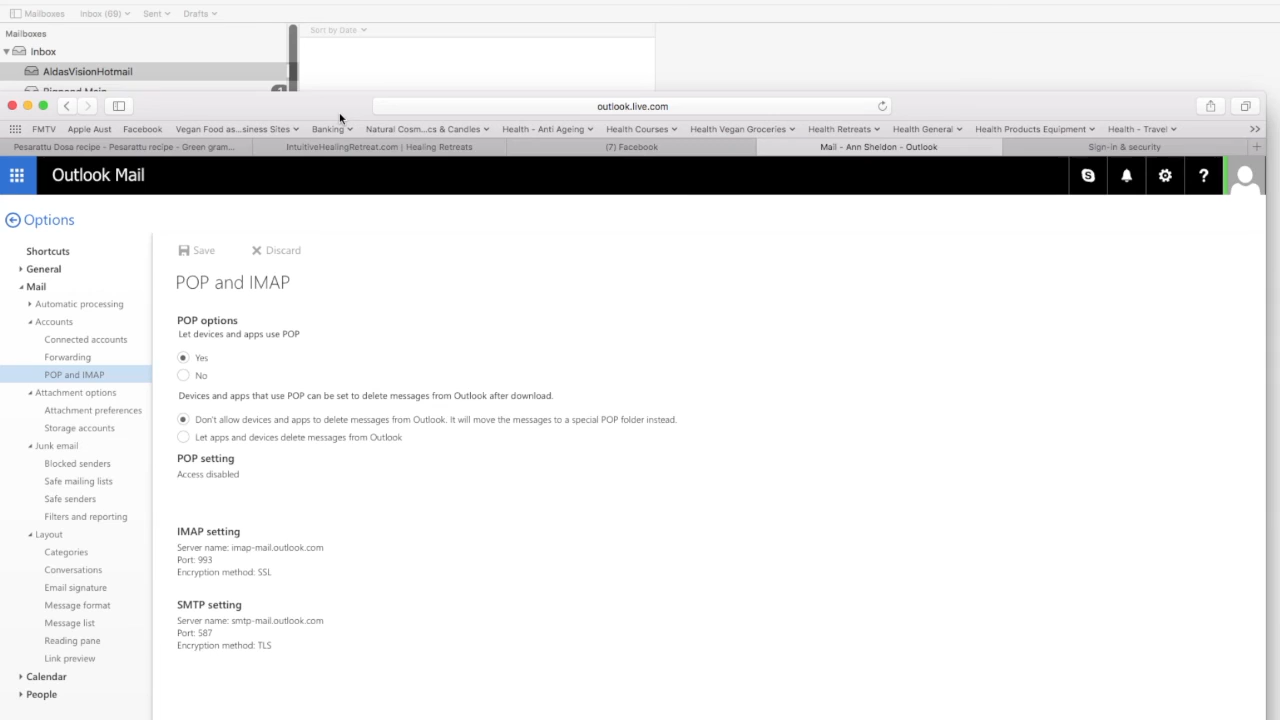 Mailboxes Inbox (69) Sent Drafts
Mailboxes
Sort by Date
Inbox
AidasVisionHotmail
outlook.live.com
FMTV Apple Aust Facebook Vegan Food as...siness Sites Banking Natural Cosm...cs & Candles Health - Anti Ageing Health Courses Health Vegan Groceries Health Retreats Health General Health Products Equipment Health - Travel
Pesarattu Dosa recipe - Pesarattu recipe - Green gram... IntuitiveHealingRetreat.com | Healing Retreats (7) Facebook Mail - Ann Sheldon - Outlook Sign-in & security
Outlook Mail
Options
Shortcuts
General
Mail
Automatic processing
Accounts
Connected accounts
Forwarding
POP and IMAP
Attachment options
Attachment preferences
Storage accounts
Junk email
Blocked senders
Safe mailing lists
Safe senders
Filters and reporting
Layout
Categories
Conversations
Email signature
Message format
Message list
Reading pane
Link preview
Calendar
People
Save Discard
POP and IMAP
POP options
Let devices and apps use POP
Yes
No
Devices and apps that use POP can be set to delete messages from Outlook after download.
Don't allow devices and apps to delete messages from Outlook. It will move the messages to a special POP folder instead.
Let apps and devices delete messages from Outlook
POP setting
Access disabled
IMAP setting
Server name: imap-mail.outlook.com
Port: 993
Encryption method: SSL
SMTP setting
Server name: smtp-mail.outlook.com
Port: 587
Encryption method: TLS